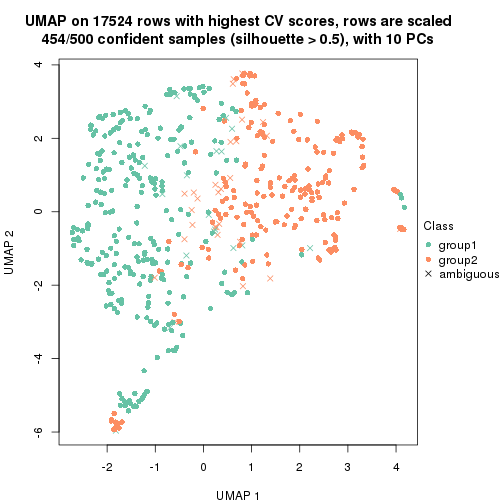 UMAP on 17524 rows with highest CV scores, rows are scaled
454/500 confident samples (silhouette > 0.5), with 10 PCs
4
2
0
-2
-4
-6
UMAP 2
-2
-1
0
1
2
3
4
UMAP 1
Class
group1
group2
ambiguous